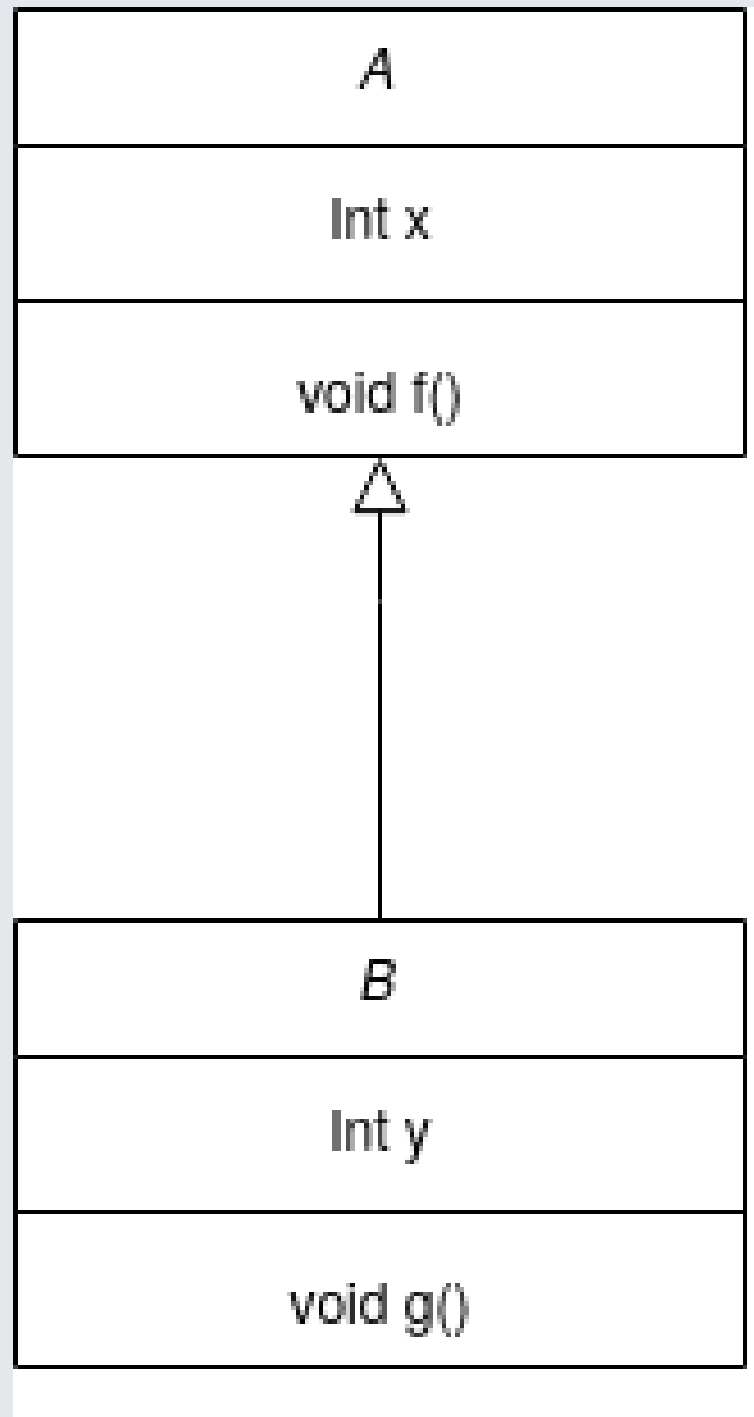 A
Int x
void f()
B
Int y
void g()